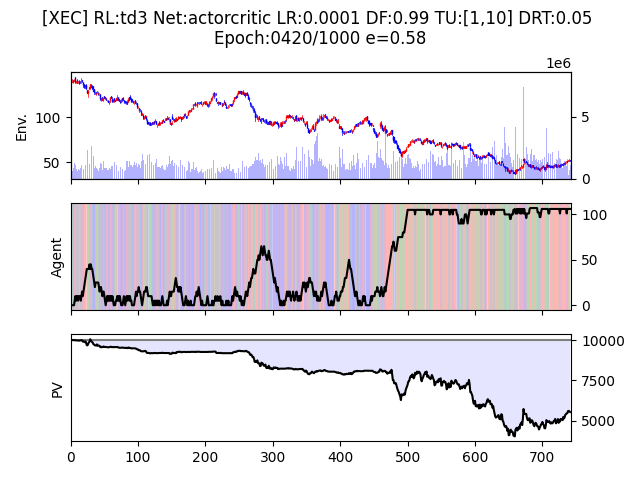 [XEC] RL:td3 Net:actorcritic LR:0.0001 DF:0.99 TU:[1,10] DRT:0.05
Epoch:0420/1000 e=0.58
1e6
Env.
100
50
5
0
Agent
100
50
0
PV
10000
7500
5000
0 100 200 300 400 500 600 700